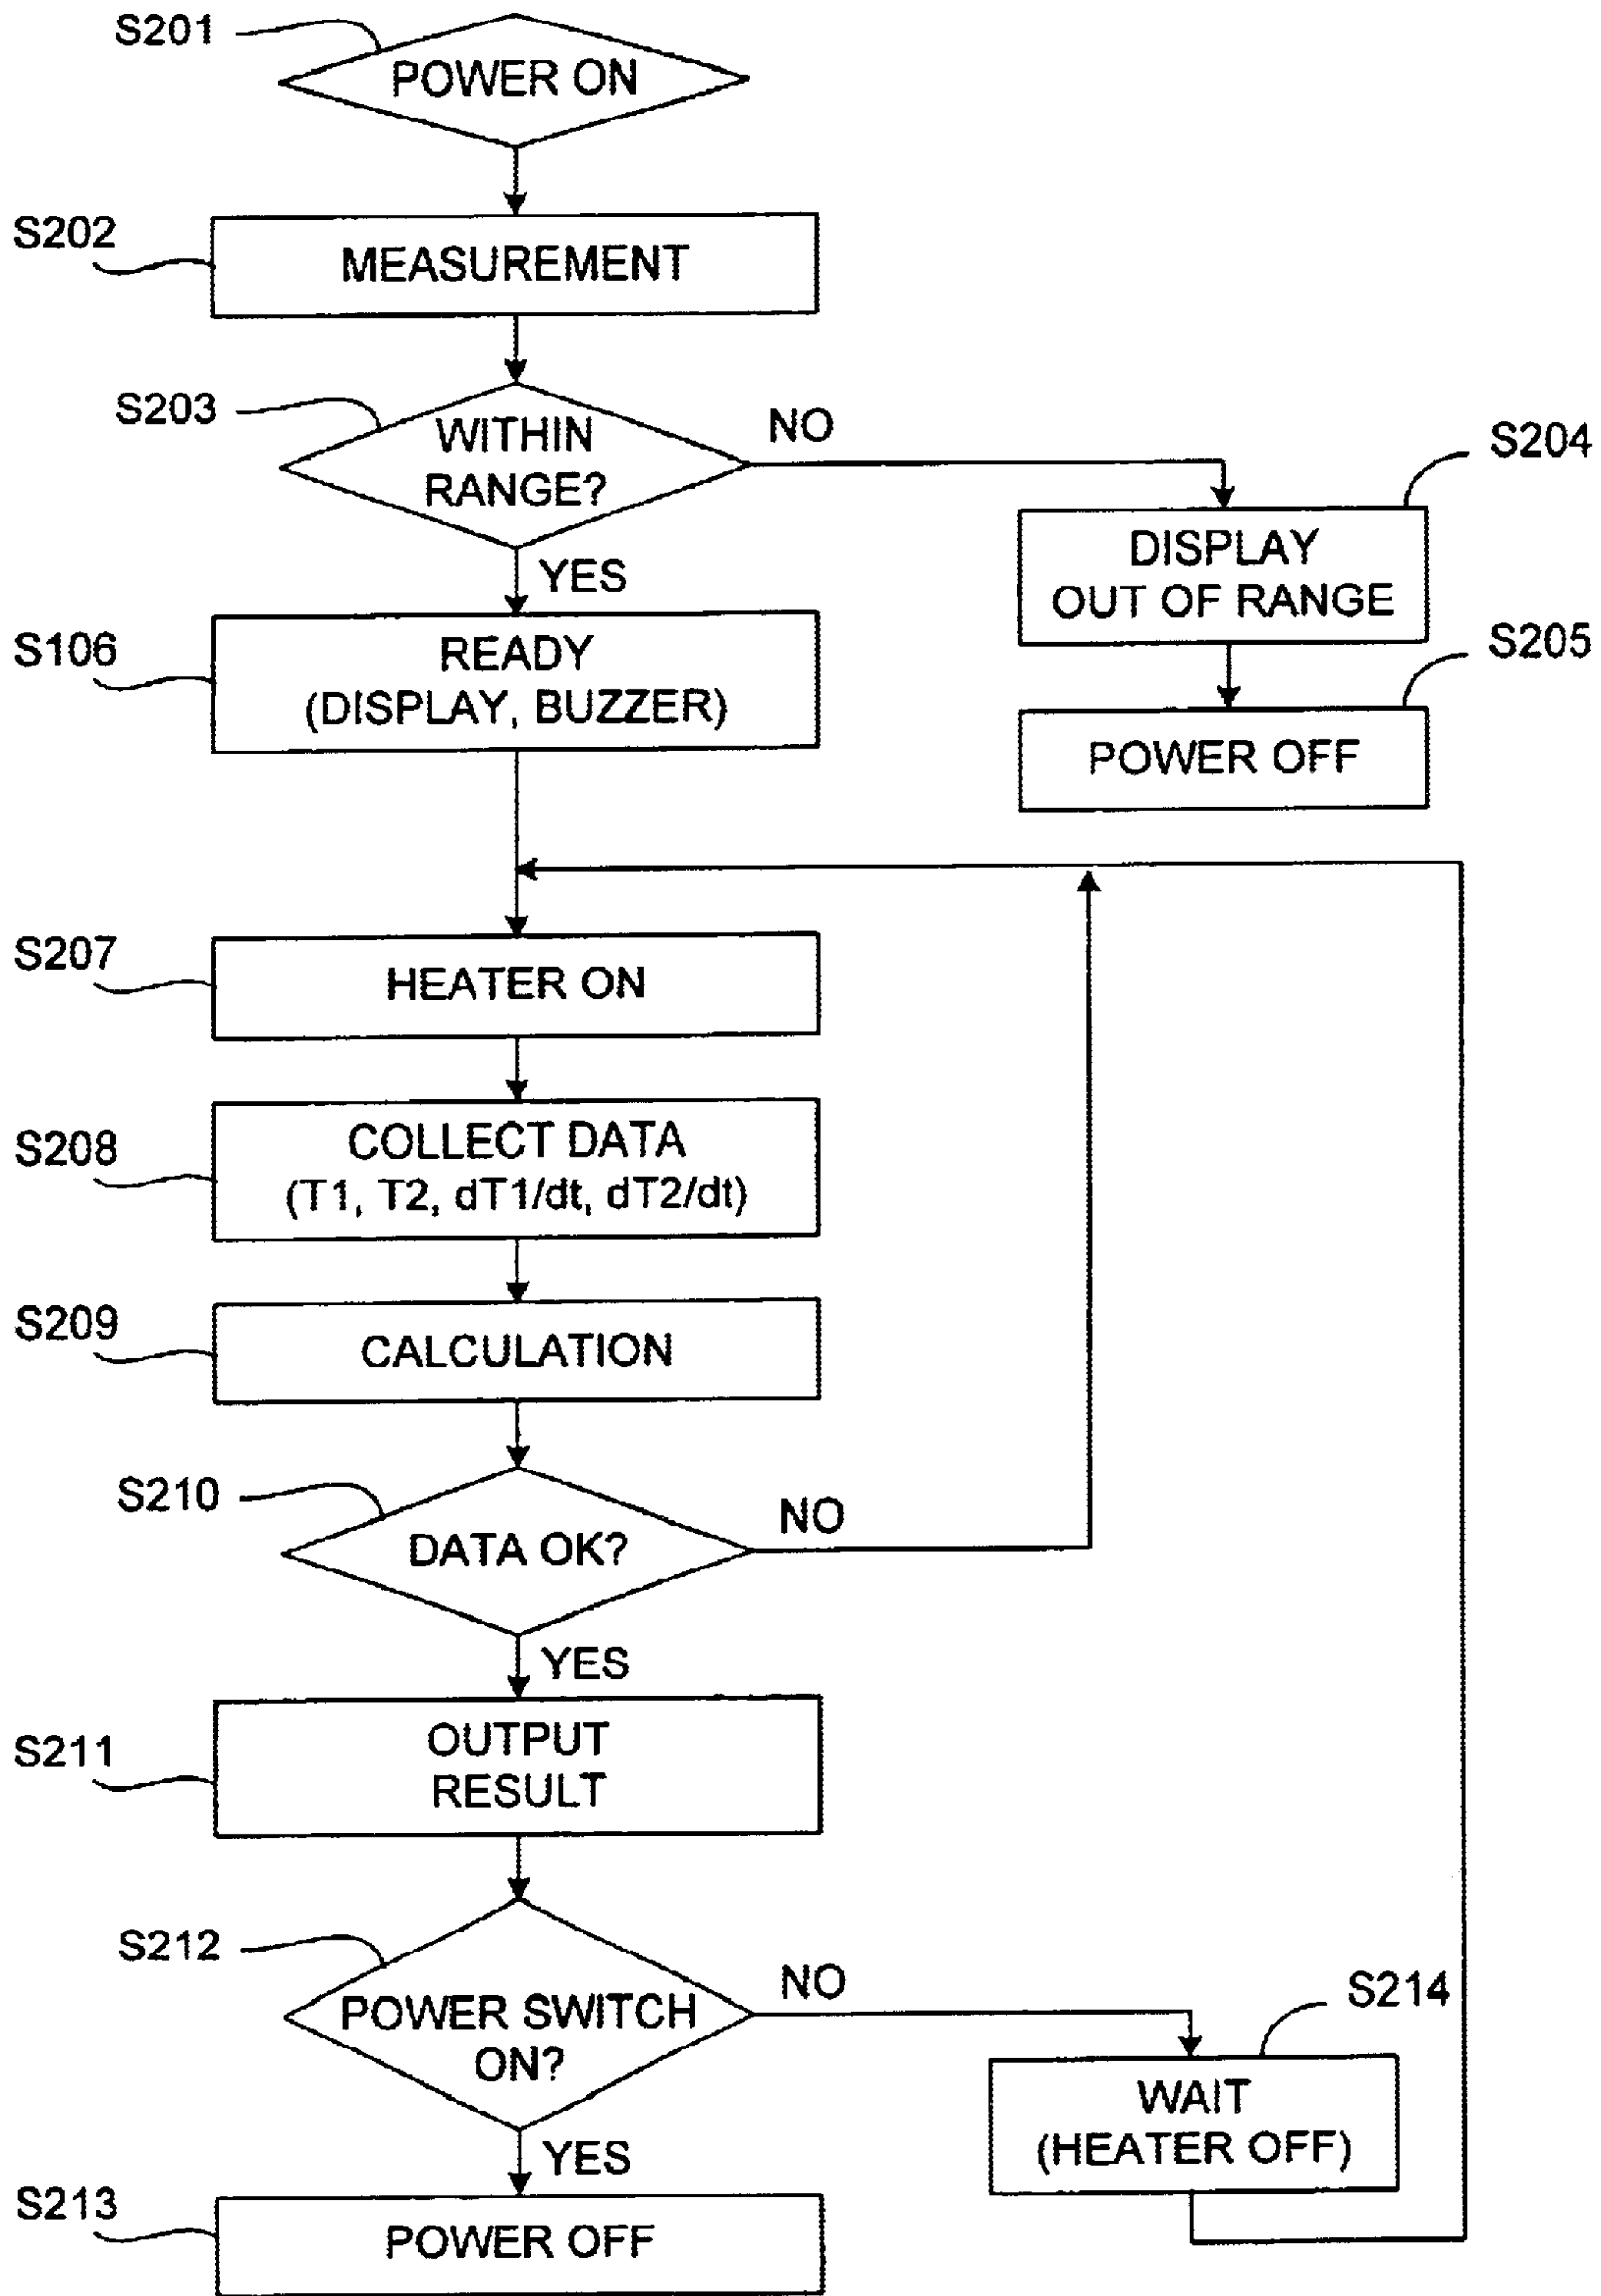 S201
POWER ON
S202
MEASUREMENT
S203
WITHIN
RANGE?
NO
S204
DISPLAY
OUT OF RANGE
YES
S106
READY
(DISPLAY, BUZZER)
S205
POWER OFF
S207
HEATER ON
S208
COLLECT DATA
(T1, T2, dT1/dt, dT2/dt)
S209
CALCULATION
S210
DATA OK?
NO
YES
S211
OUTPUT
RESULT
S212
POWER SWITCH
ON?
NO
S214
WAIT
(HEATER OFF)
YES
S213
POWER OFF